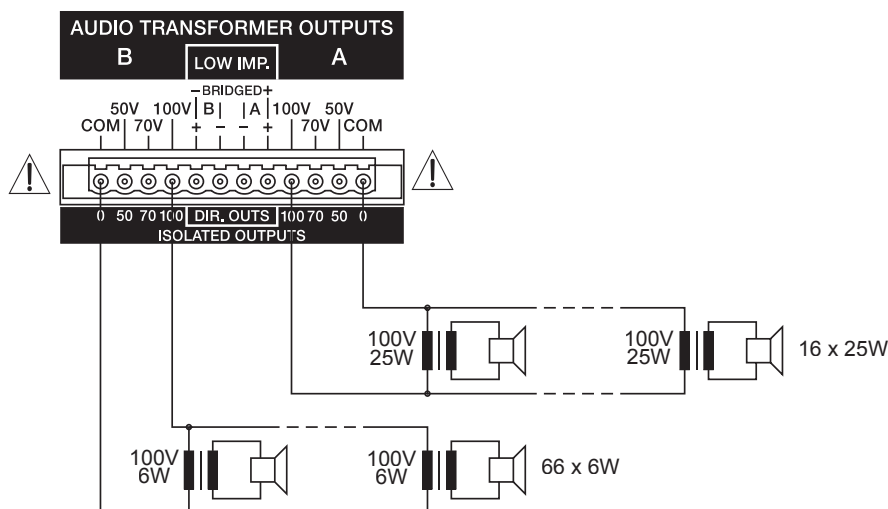 AUDIO TRANSFORMER OUTPUTS
B LOW IMP. A
-BRIDGED+
50V 100V B A 100V 50V
COM 70V + - - + 70V COM
0 50 70 100 DIR. OUTS 100 70 50 0
ISOLATED OUTPUTS
100V
25W
100V
25W
16 x 25W
100V
6W
100V
6W
66 x 6W